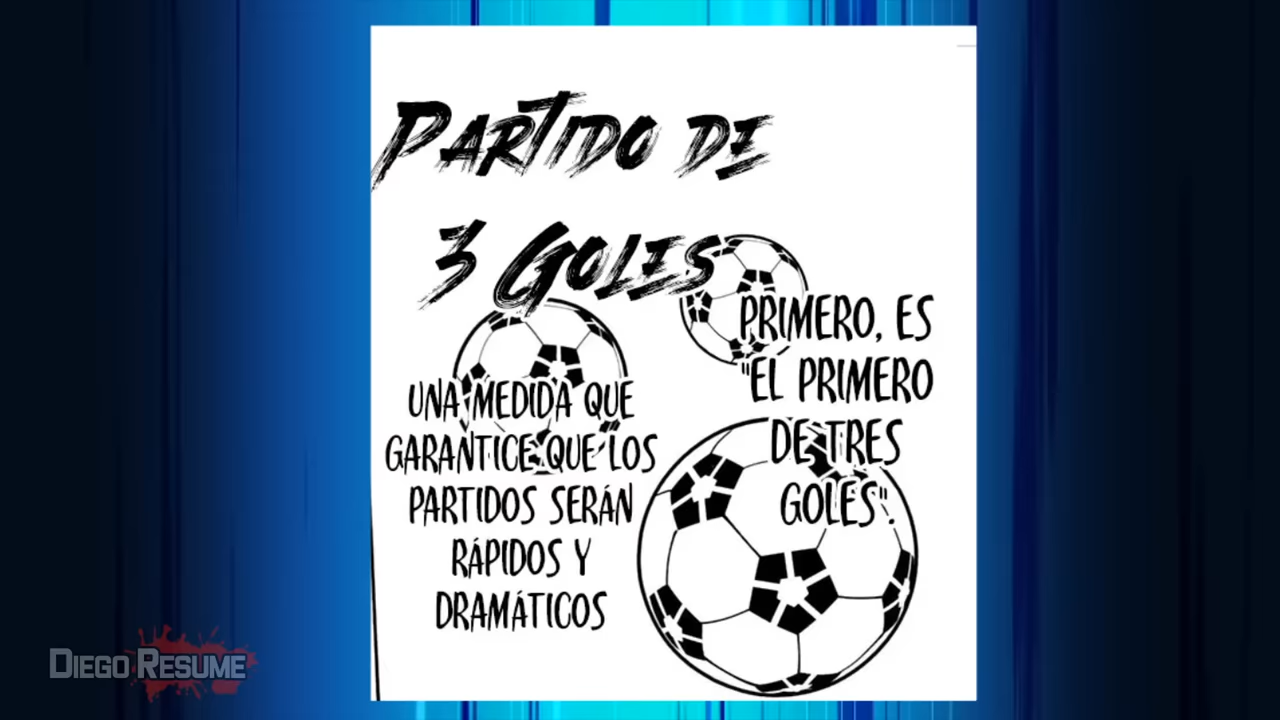 PARTIDO DE
3 GOLES
UNA MEDIDA QUE
GARANTICE QUE LOS
PARTIDOS SERÁN
RÁPIDOS Y
DRAMÁTICOS
PRIMERO, ES
"EL PRIMERO
DE TRES
GOLES".
DIEGO RESUME